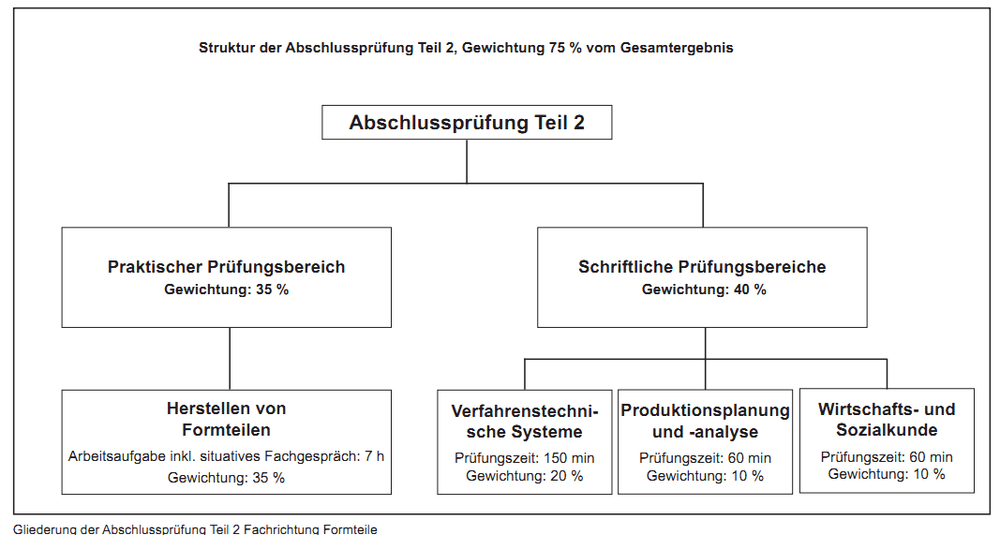 Struktur der Abschlussprüfung Teil 2, Gewichtung 75 % vom Gesamtergebnis
Abschlussprüfung Teil 2
Praktischer Prüfungsbereich
Gewichtung: 35 %
Schriftliche Prüfungsbereiche
Gewichtung: 40 %
Herstellen von
Formteilen
Arbeitsaufgabe inkl. situatives Fachgespräch: 7 h
Gewichtung: 35 %
Verfahrenstechni-
sche Systeme
Prüfungszeit: 150 min
Gewichtung: 20 %
Produktionsplanung
und -analyse
Prüfungszeit: 60 min
Gewichtung: 10 %
Wirtschafts- und
Sozialkunde
Prüfungszeit: 60 min
Gewichtung: 10 %
Gliederung der Abschlussprüfung Teil 2 Fachrichtung Formteile